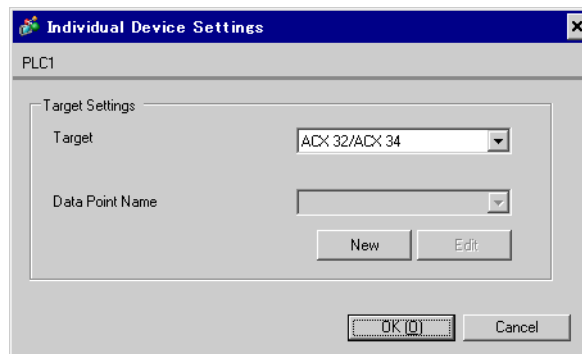 Individual Device Settings
PLC1
Target Settings
Target
ACX 32/ACX 34
Data Point Name
New
Edit
OK (O)
Cancel